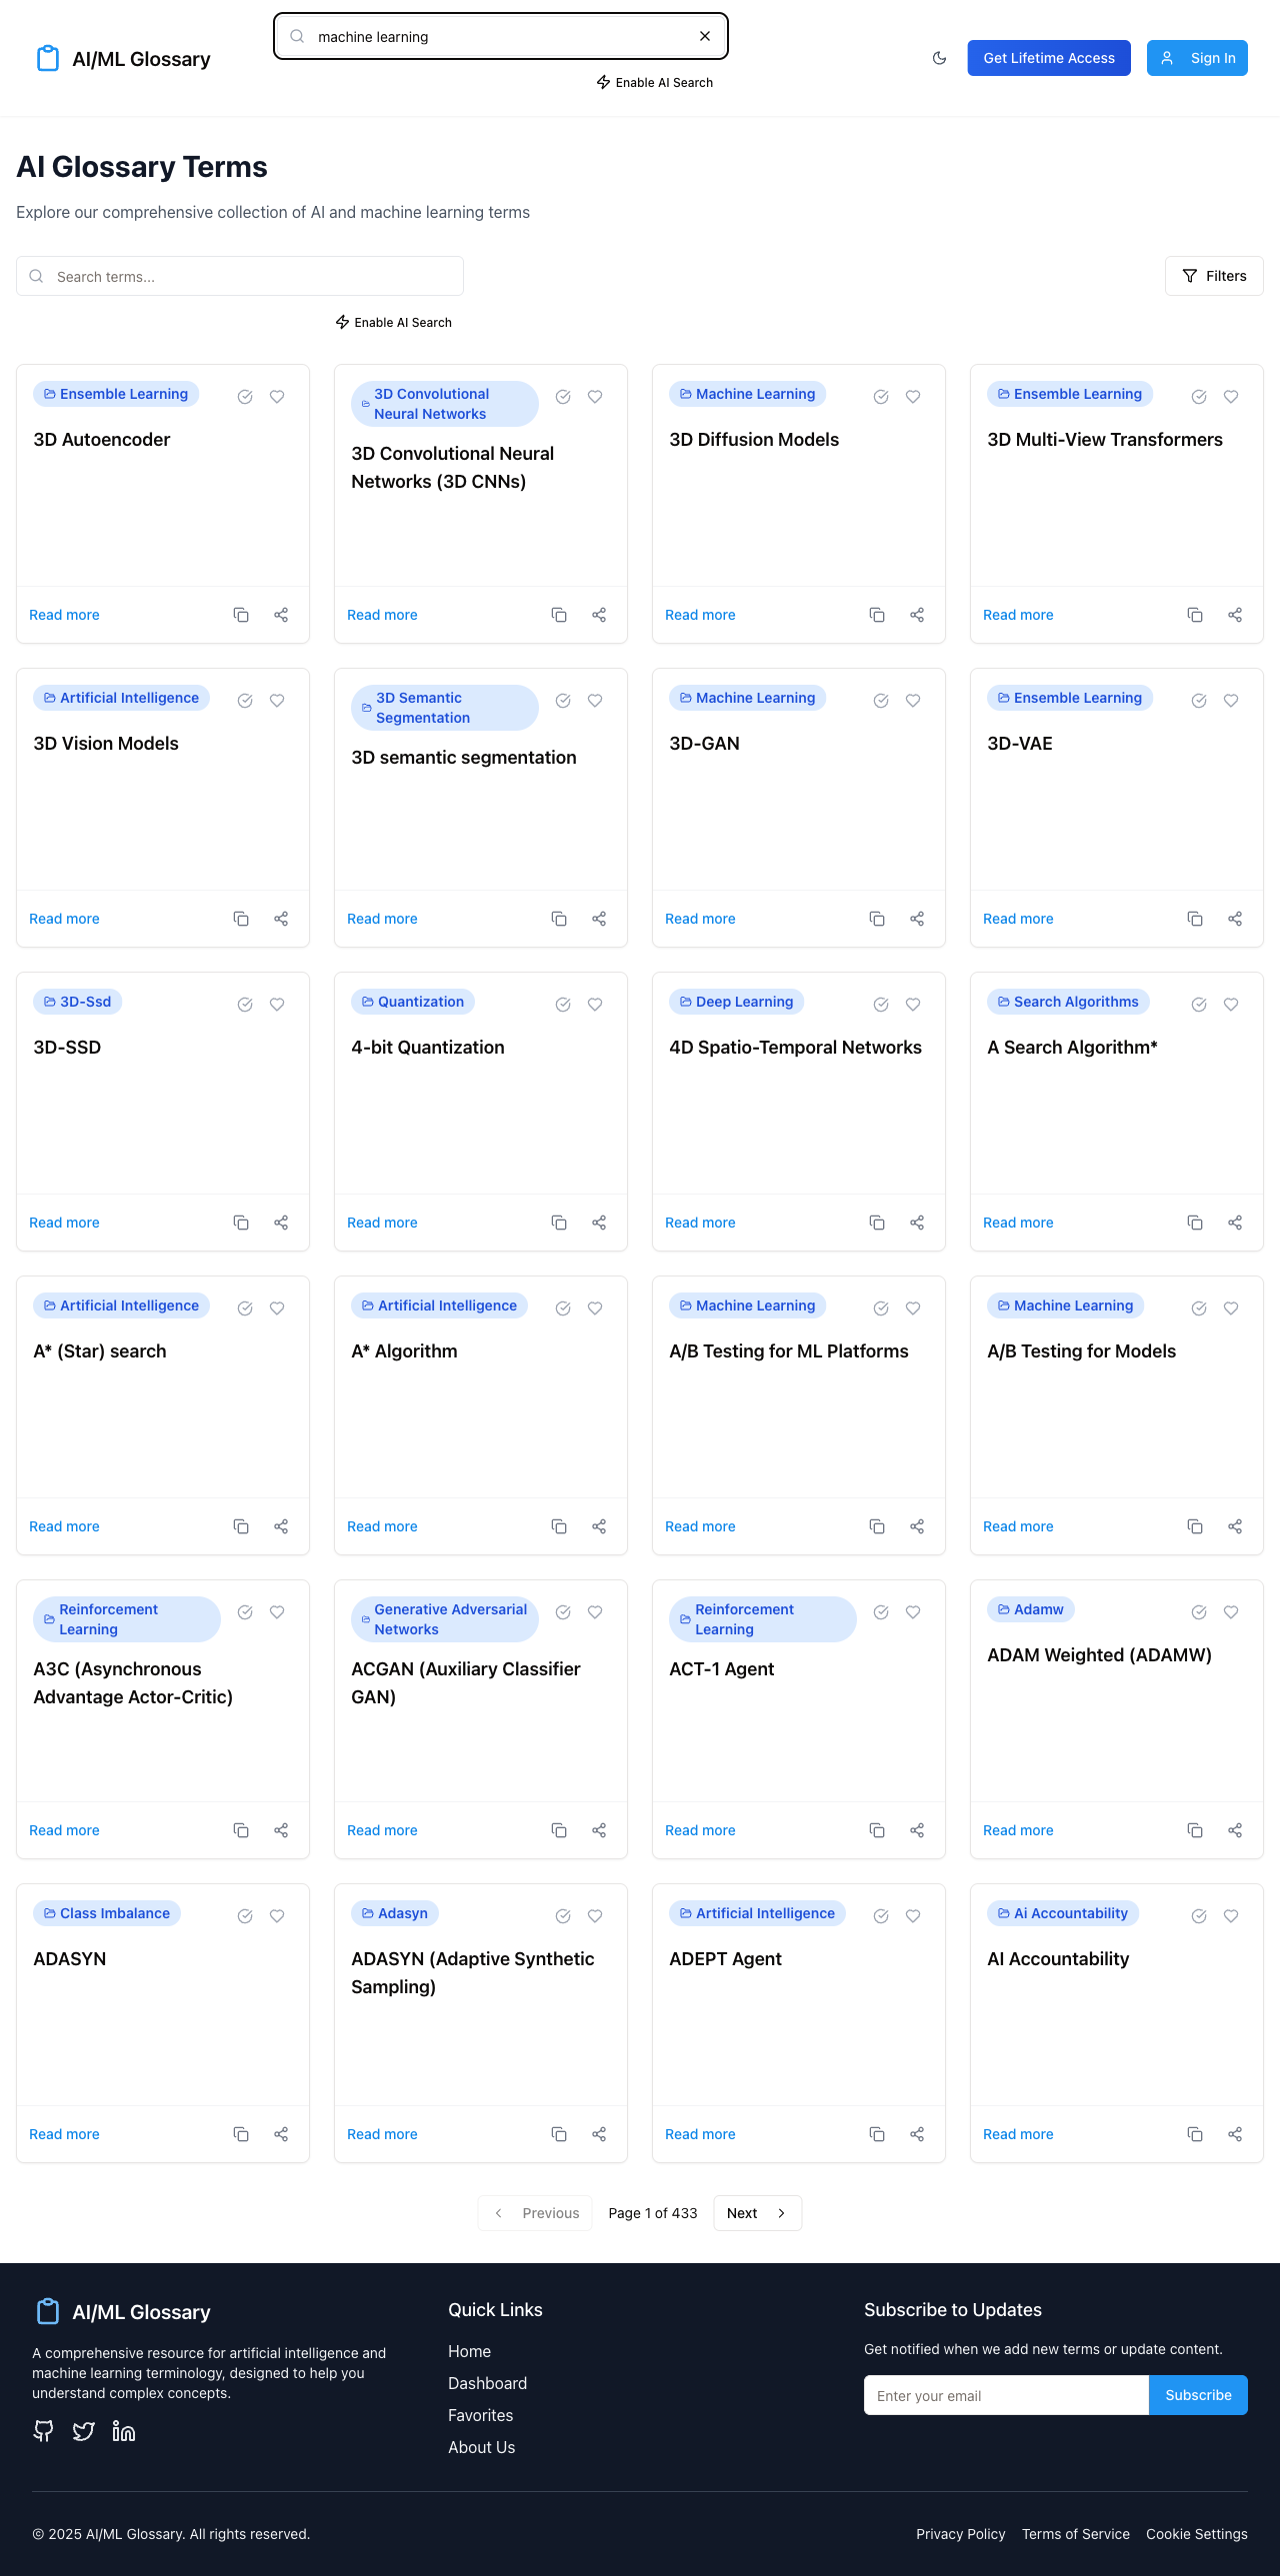 AI/ML Glossary
machine learning
Enable AI Search
Get Lifetime Access
Sign In
AI Glossary Terms
Explore our comprehensive collection of AI and machine learning terms
Search terms...
Filters
Enable AI Search
Ensemble Learning
3D Autoencoder
Read more
3D Convolutional
Neural Networks
3D Convolutional Neural
Networks (3D CNNs)
Read more
Machine Learning
3D Diffusion Models
Read more
Ensemble Learning
3D Multi-View Transformers
Read more
Artificial Intelligence
3D Vision Models
Read more
3D Semantic
Segmentation
3D semantic segmentation
Read more
Machine Learning
3D-GAN
Read more
Ensemble Learning
3D-VAE
Read more
3D-Ssd
3D-SSD
Read more
Quantization
4-bit Quantization
Read more
Deep Learning
4D Spatio-Temporal Networks
Read more
Search Algorithms
A Search Algorithm*
Read more
Artificial Intelligence
A* (Star) search
Read more
Artificial Intelligence
A* Algorithm
Read more
Machine Learning
A/B Testing for ML Platforms
Read more
Machine Learning
A/B Testing for Models
Read more
Reinforcement
Learning
A3C (Asynchronous
Advantage Actor-Critic)
Read more
Generative Adversarial
Networks
ACGAN (Auxiliary Classifier
GAN)
Read more
Reinforcement
Learning
ACT-1 Agent
Read more
Adamw
ADAM Weighted (ADAMW)
Read more
Class Imbalance
ADASYN
Read more
Adasyn
ADASYN (Adaptive Synthetic
Sampling)
Read more
Artificial Intelligence
ADEPT Agent
Read more
Ai Accountability
AI Accountability
Read more
Previous
Page 1 of 433
Next
AI/ML Glossary
A comprehensive resource for artificial intelligence and
machine learning terminology, designed to help you
understand complex concepts.
Quick Links
Home
Dashboard
Favorites
About Us
Subscribe to Updates
Get notified when we add new terms or update content.
Enter your email
Subscribe
© 2025 AI/ML Glossary. All rights reserved.
Privacy Policy
Terms of Service
Cookie Settings